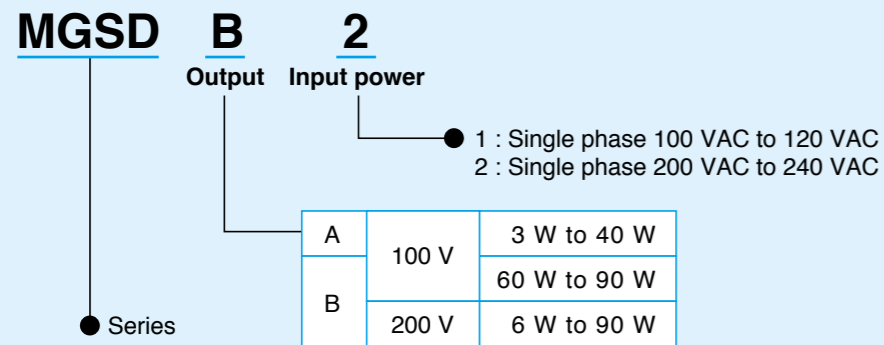 MGSD B 2
Output Input power
1 : Single phase 100 VAC to 120 VAC
2 : Single phase 200 VAC to 240 VAC
A 100 V 3 W to 40 W
B 60 W to 90 W
200 V 6 W to 90 W
Series